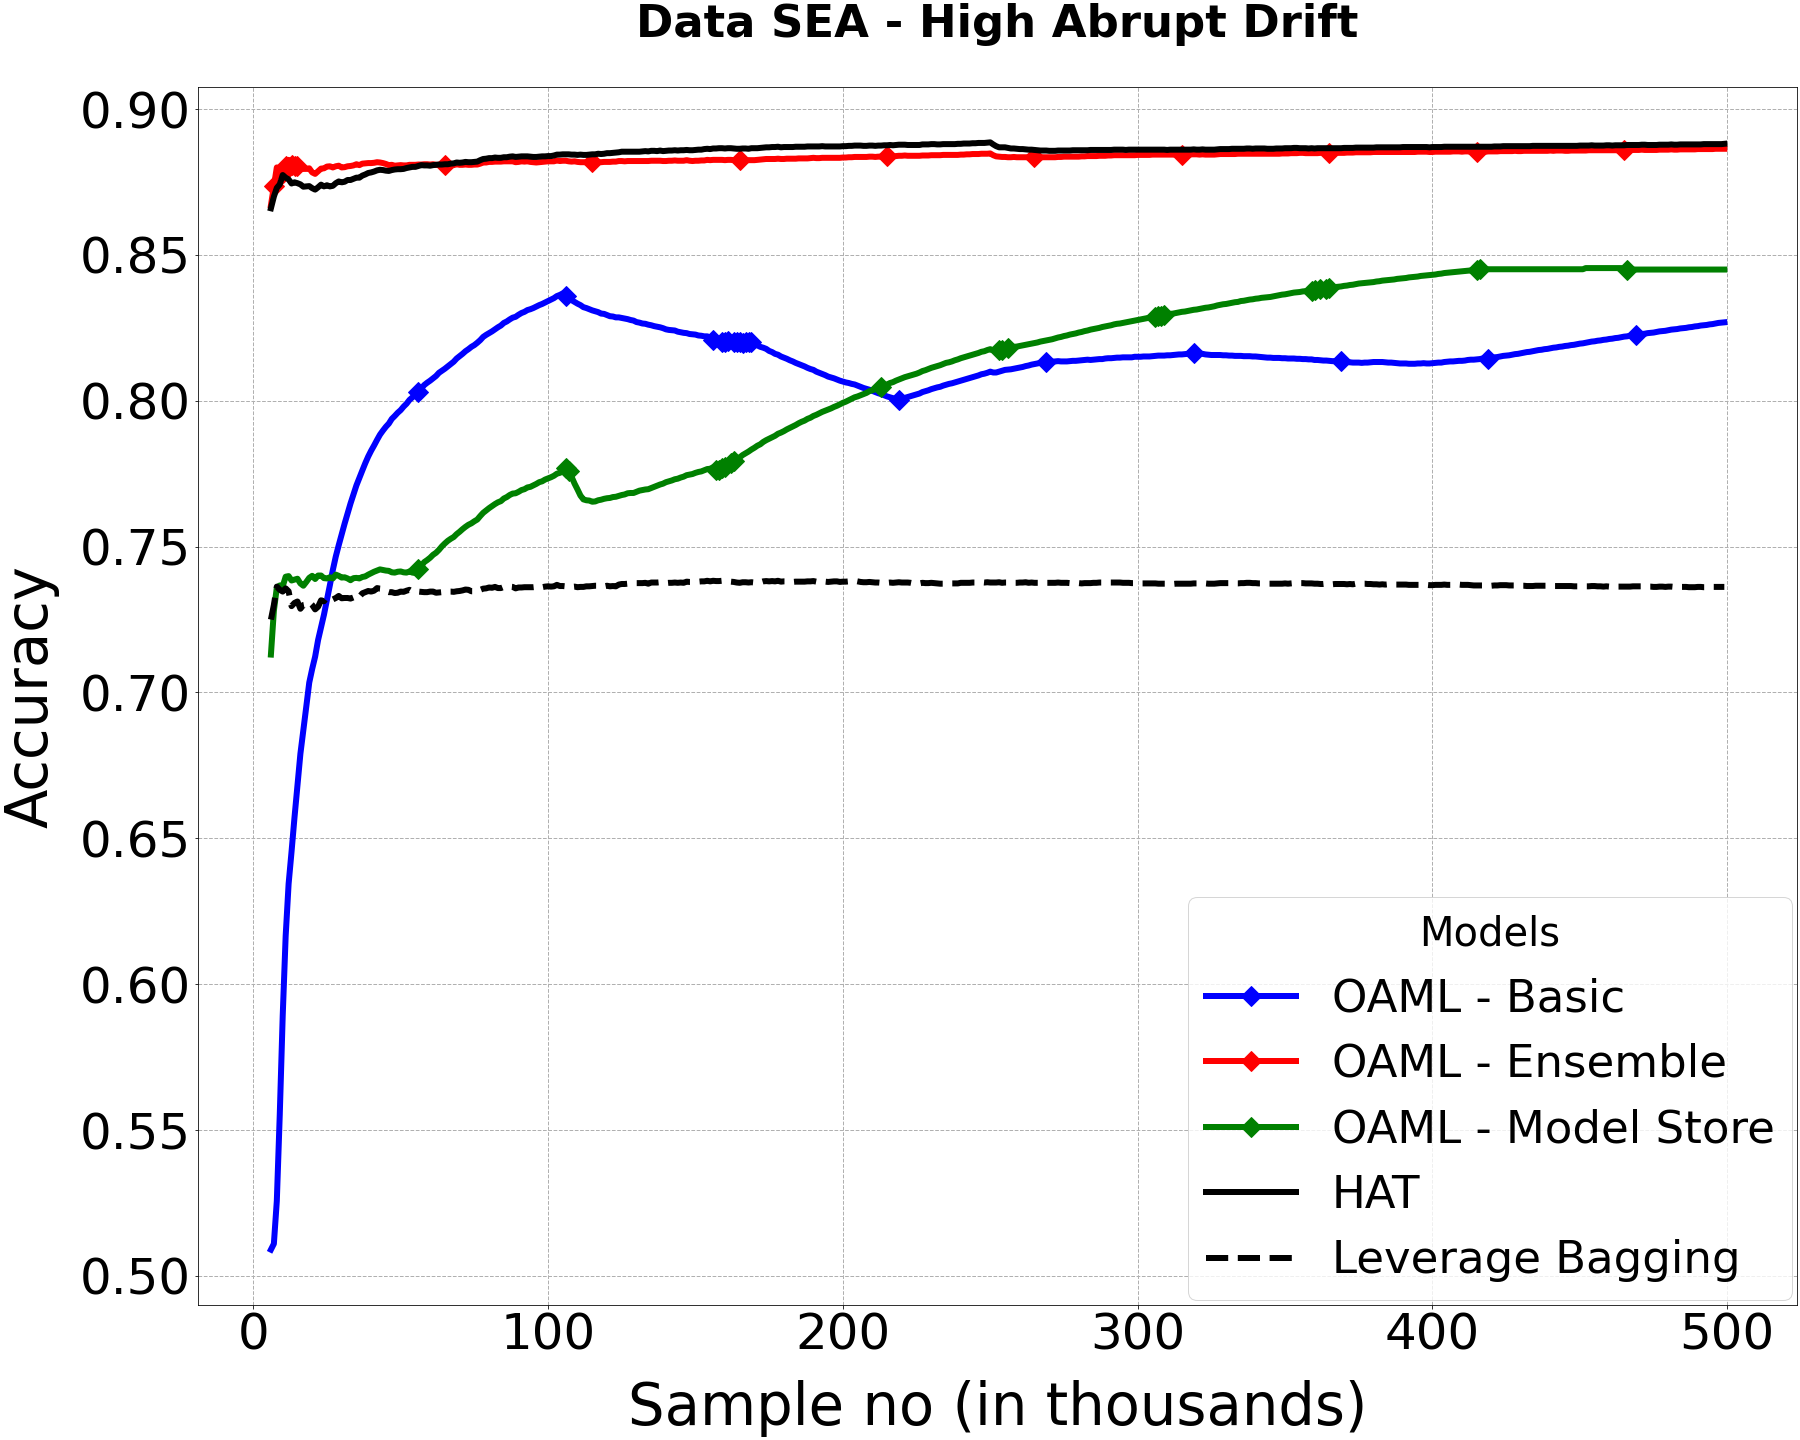 Data SEA - High Abrupt Drift
0.90
0.85
0.80
0.75
0.70
0.65
0.60
0.55
0.50
Accuracy
Models
OAML - Basic
OAML - Ensemble
OAML - Model Store
HAT
Leverage Bagging
0 100 200 300 400 500
Sample no (in thousands)